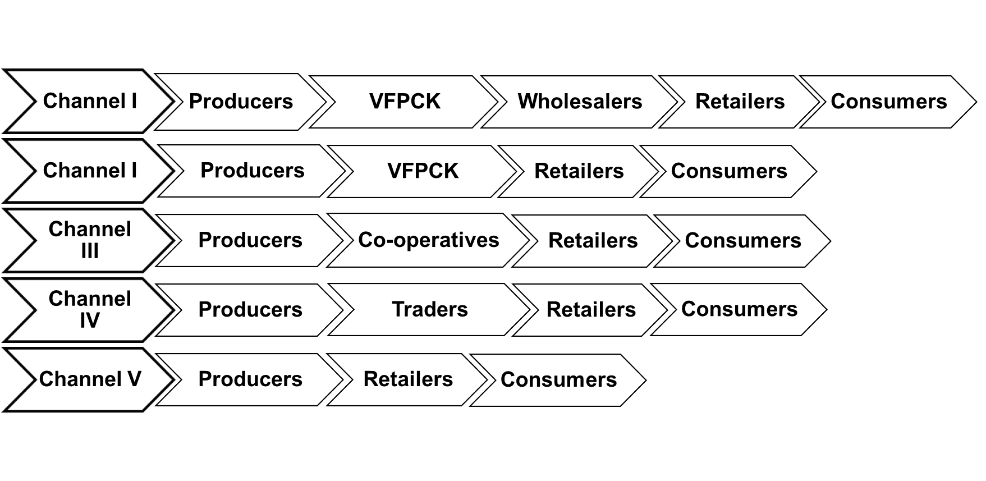 Channel I Producers VFPCK Wholesalers Retailers Consumers
Channel I Producers VFPCK Retailers Consumers
Channel
III Producers Co-operatives Retailers Consumers
Channel
IV Producers Traders Retailers Consumers
Channel V Producers Retailers Consumers